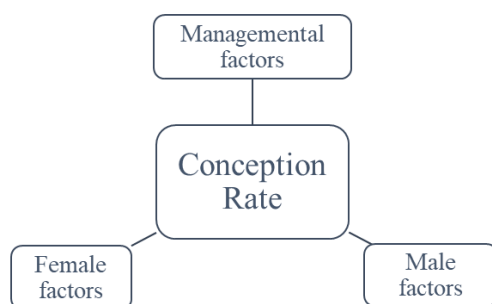 Managemental
factors
Conception
Rate
Female
factors
Male
factors